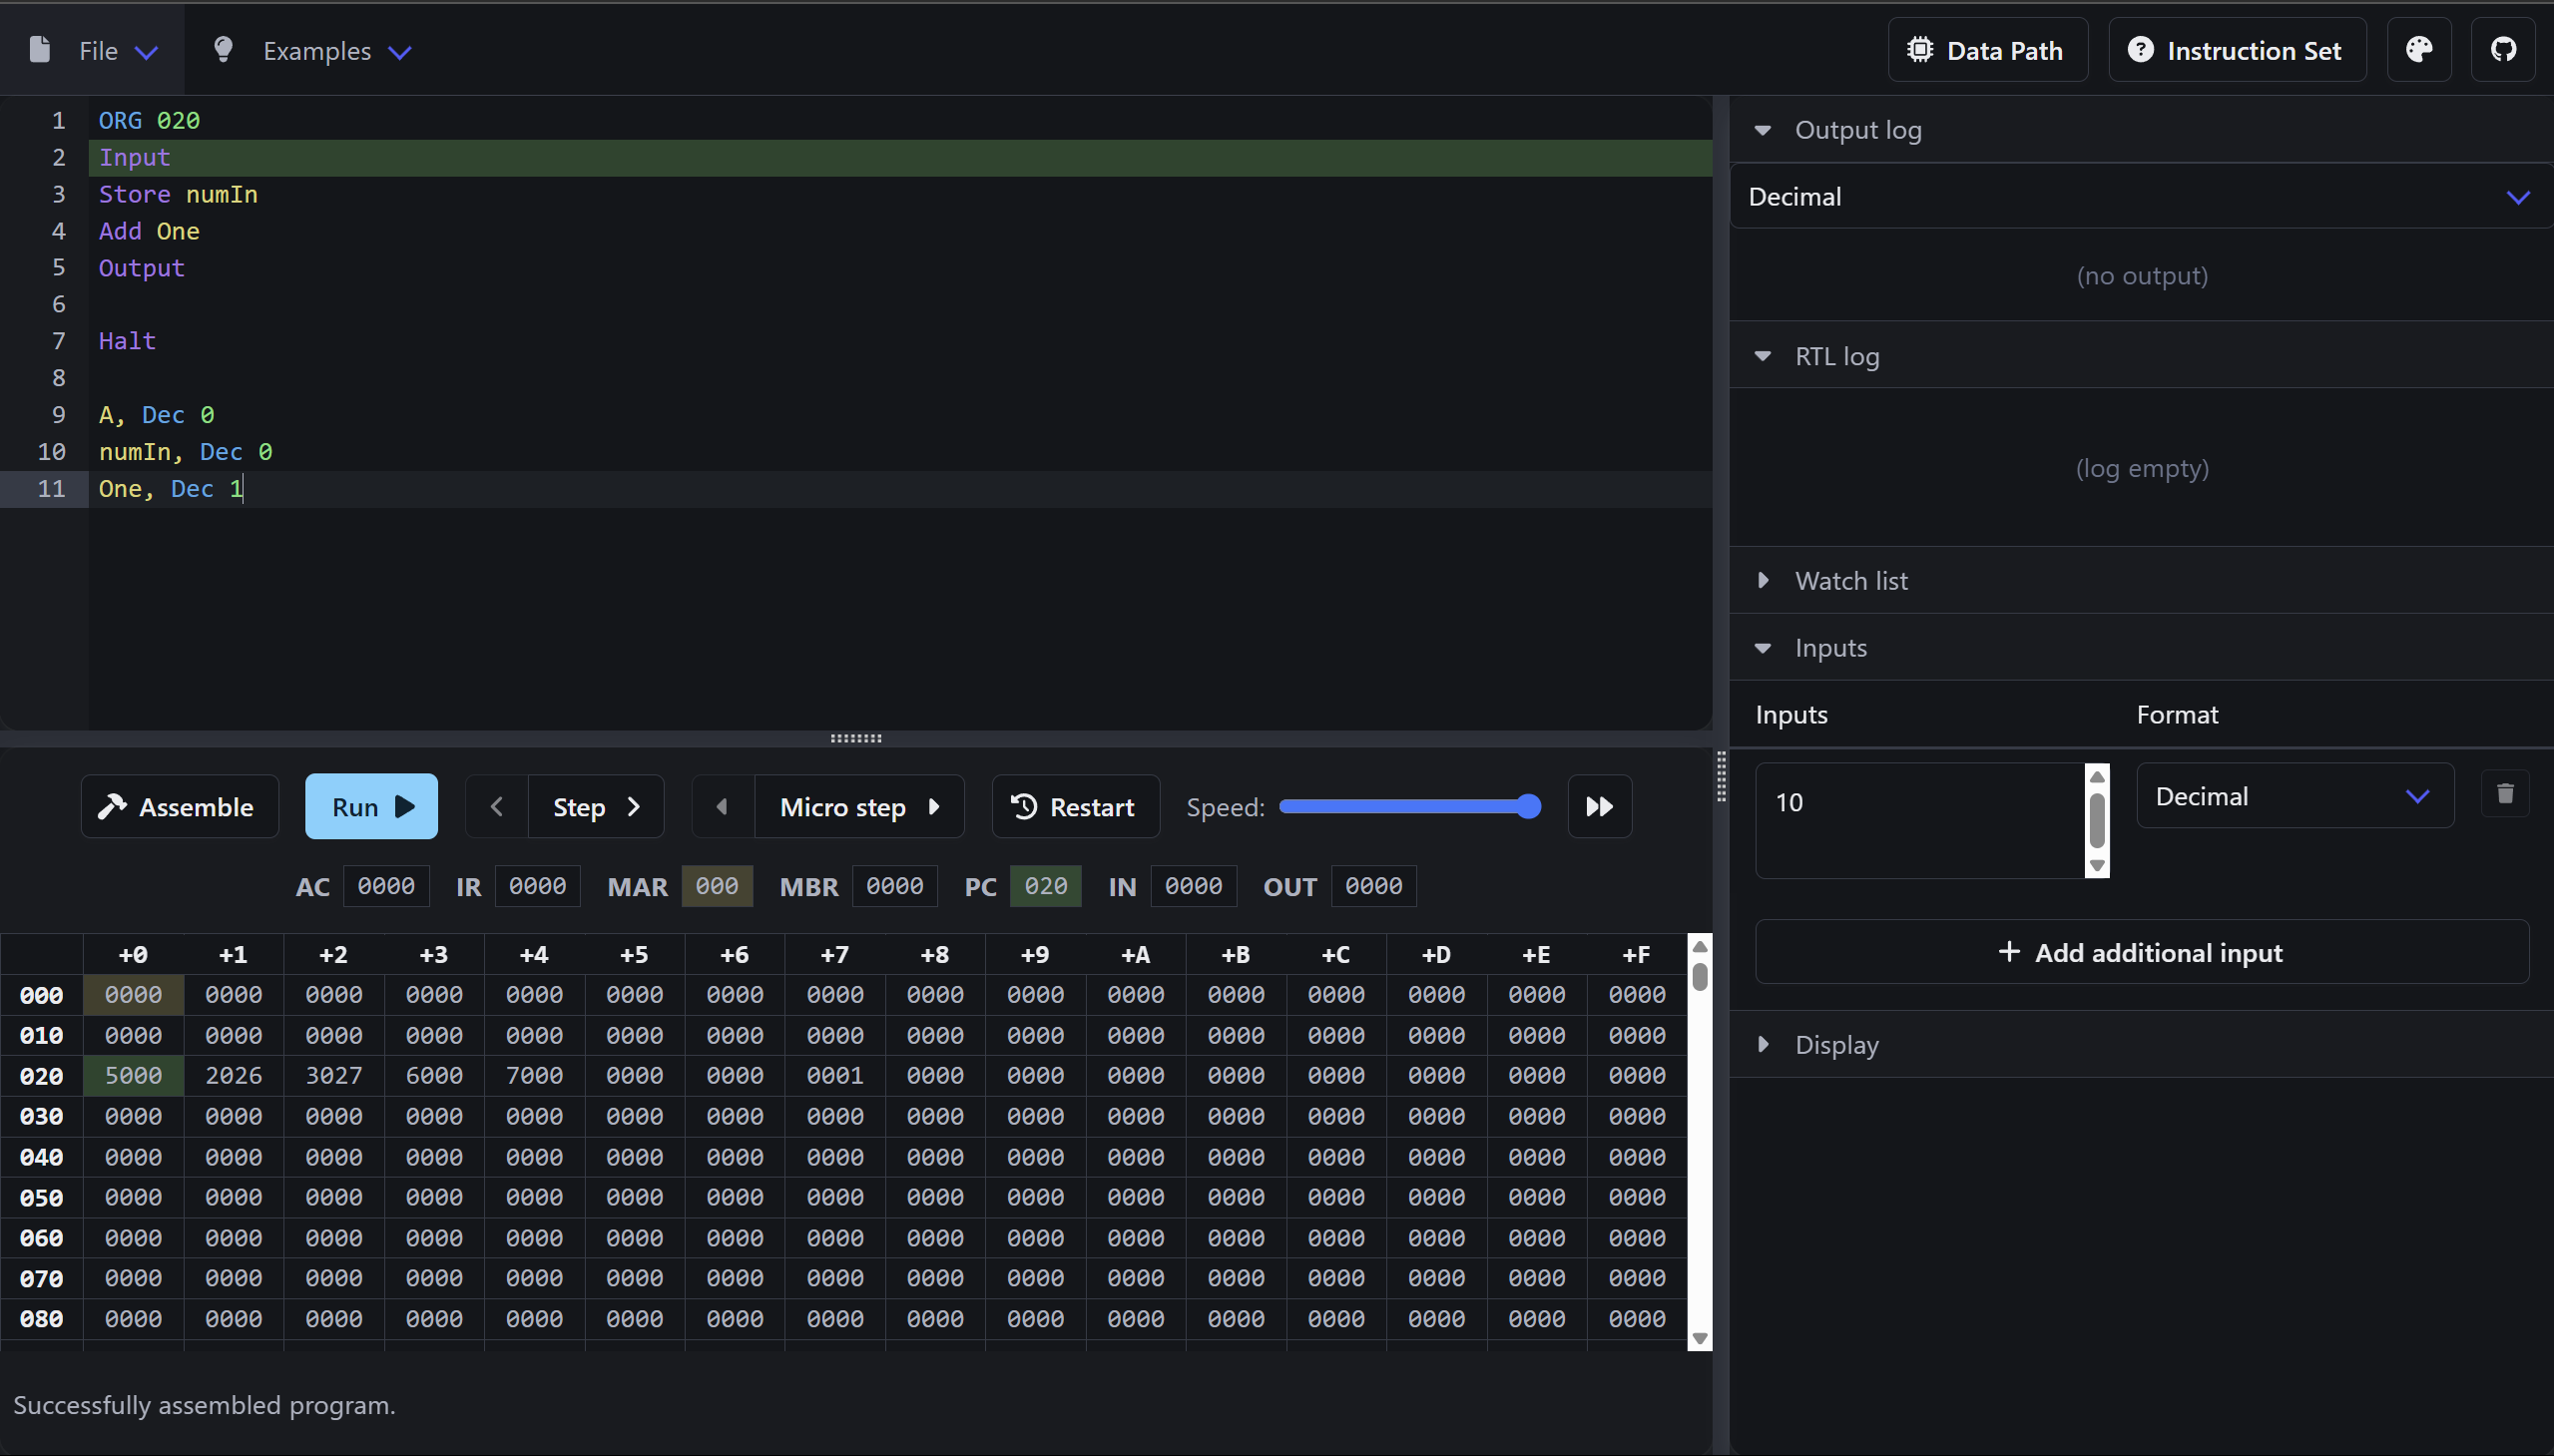 File Examples Data Path Instruction Set
1 ORG 020
2 Input
3 Store numIn
4 Add One
5 Output
6
7 Halt
8
9 A, Dec 0
10 numIn, Dec 0
11 One, Dec 1
Assemble Run Step Micro step Restart Speed:
AC 0000 IR 0000 MAR 000 MBR 0000 PC 020 IN 0000 OUT 0000
+0 +1 +2 +3 +4 +5 +6 +7 +8 +9 +A +B +C +D +E +F
000 0000 0000 0000 0000 0000 0000 0000 0000 0000 0000 0000 0000 0000 0000 0000 0000
010 0000 0000 0000 0000 0000 0000 0000 0000 0000 0000 0000 0000 0000 0000 0000 0000
020 5000 2026 3027 6000 7000 0000 0000 0001 0000 0000 0000 0000 0000 0000 0000 0000
030 0000 0000 0000 0000 0000 0000 0000 0000 0000 0000 0000 0000 0000 0000 0000 0000
040 0000 0000 0000 0000 0000 0000 0000 0000 0000 0000 0000 0000 0000 0000 0000 0000
050 0000 0000 0000 0000 0000 0000 0000 0000 0000 0000 0000 0000 0000 0000 0000 0000
060 0000 0000 0000 0000 0000 0000 0000 0000 0000 0000 0000 0000 0000 0000 0000 0000
070 0000 0000 0000 0000 0000 0000 0000 0000 0000 0000 0000 0000 0000 0000 0000 0000
080 0000 0000 0000 0000 0000 0000 0000 0000 0000 0000 0000 0000 0000 0000 0000 0000
Successfully assembled program.
Output log
Decimal
(no output)
RTL log
(log empty)
Watch list
Inputs
Inputs Format
10 Decimal
Add additional input
Display